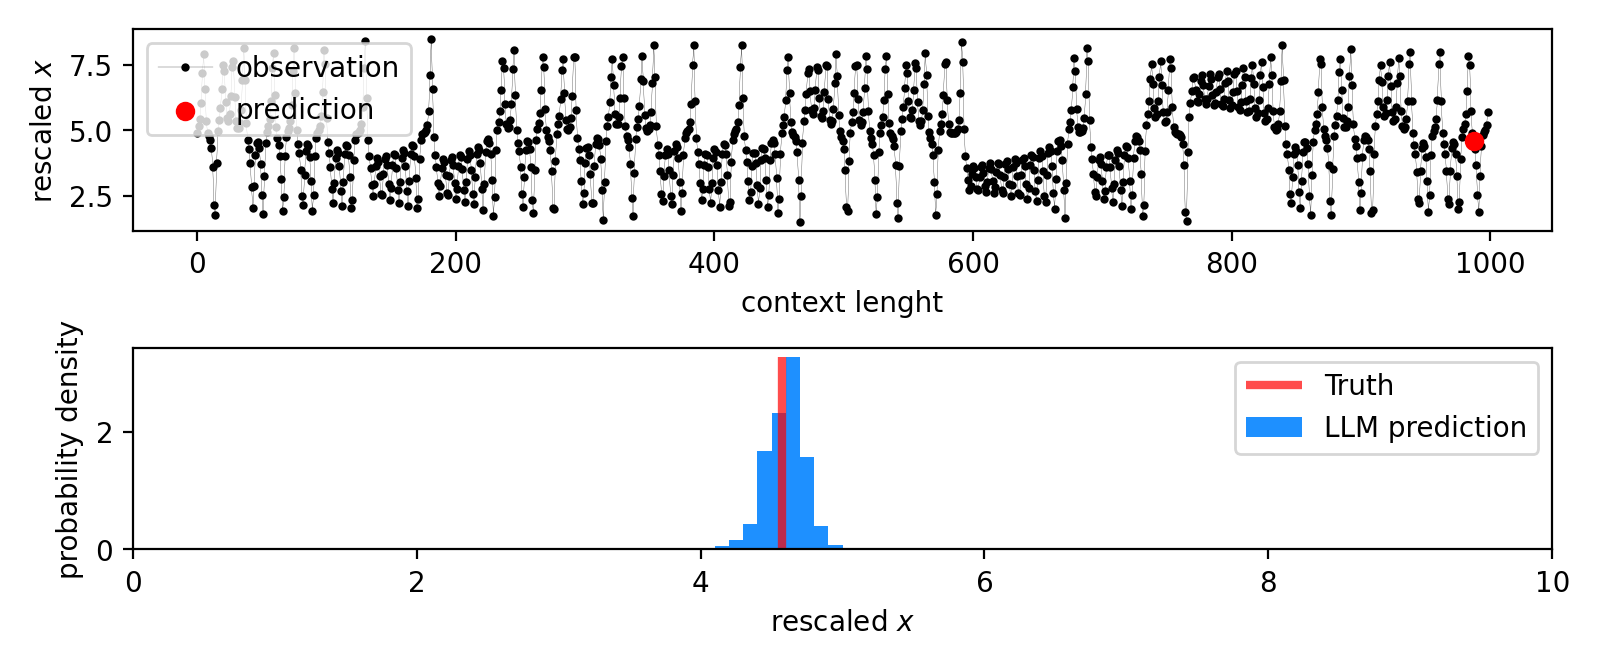 rescaled x
7.5
5.0
2.5
observation
prediction
0
200
400
600
800
1000
context lenght
probability density
2
0
Truth
LLM prediction
0
2
4
6
8
10
rescaled x